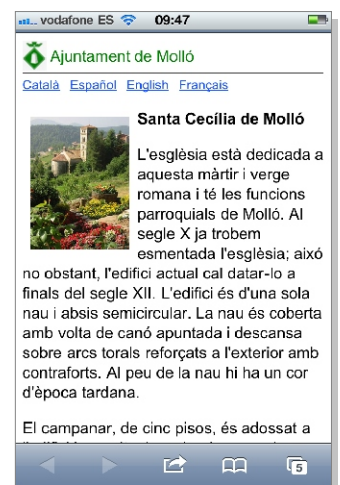 vodafone ES 09:47
Ajuntament de Molló
Català Español English Français
Santa Cecília de Molló
L'esglèsia està dedicada a
aquesta màrtir i verge
romana i té les funcions
parroquials de Molló. Al
segle X ja trobem
esmentada l'esglèsia; aixó
no obstant, l'edifici actual cal datar-lo a
finals del segle XII. L'edifici és d'una sola
nau i absis semicircular. La nau és coberta
amb volta de canó apuntada i descansa
sobre arcs torals reforçats a l'exterior amb
contraforts. Al peu de la nau hi ha un cor
d'època tardana.
El campanar, de cinc pisos, és adossat a
5